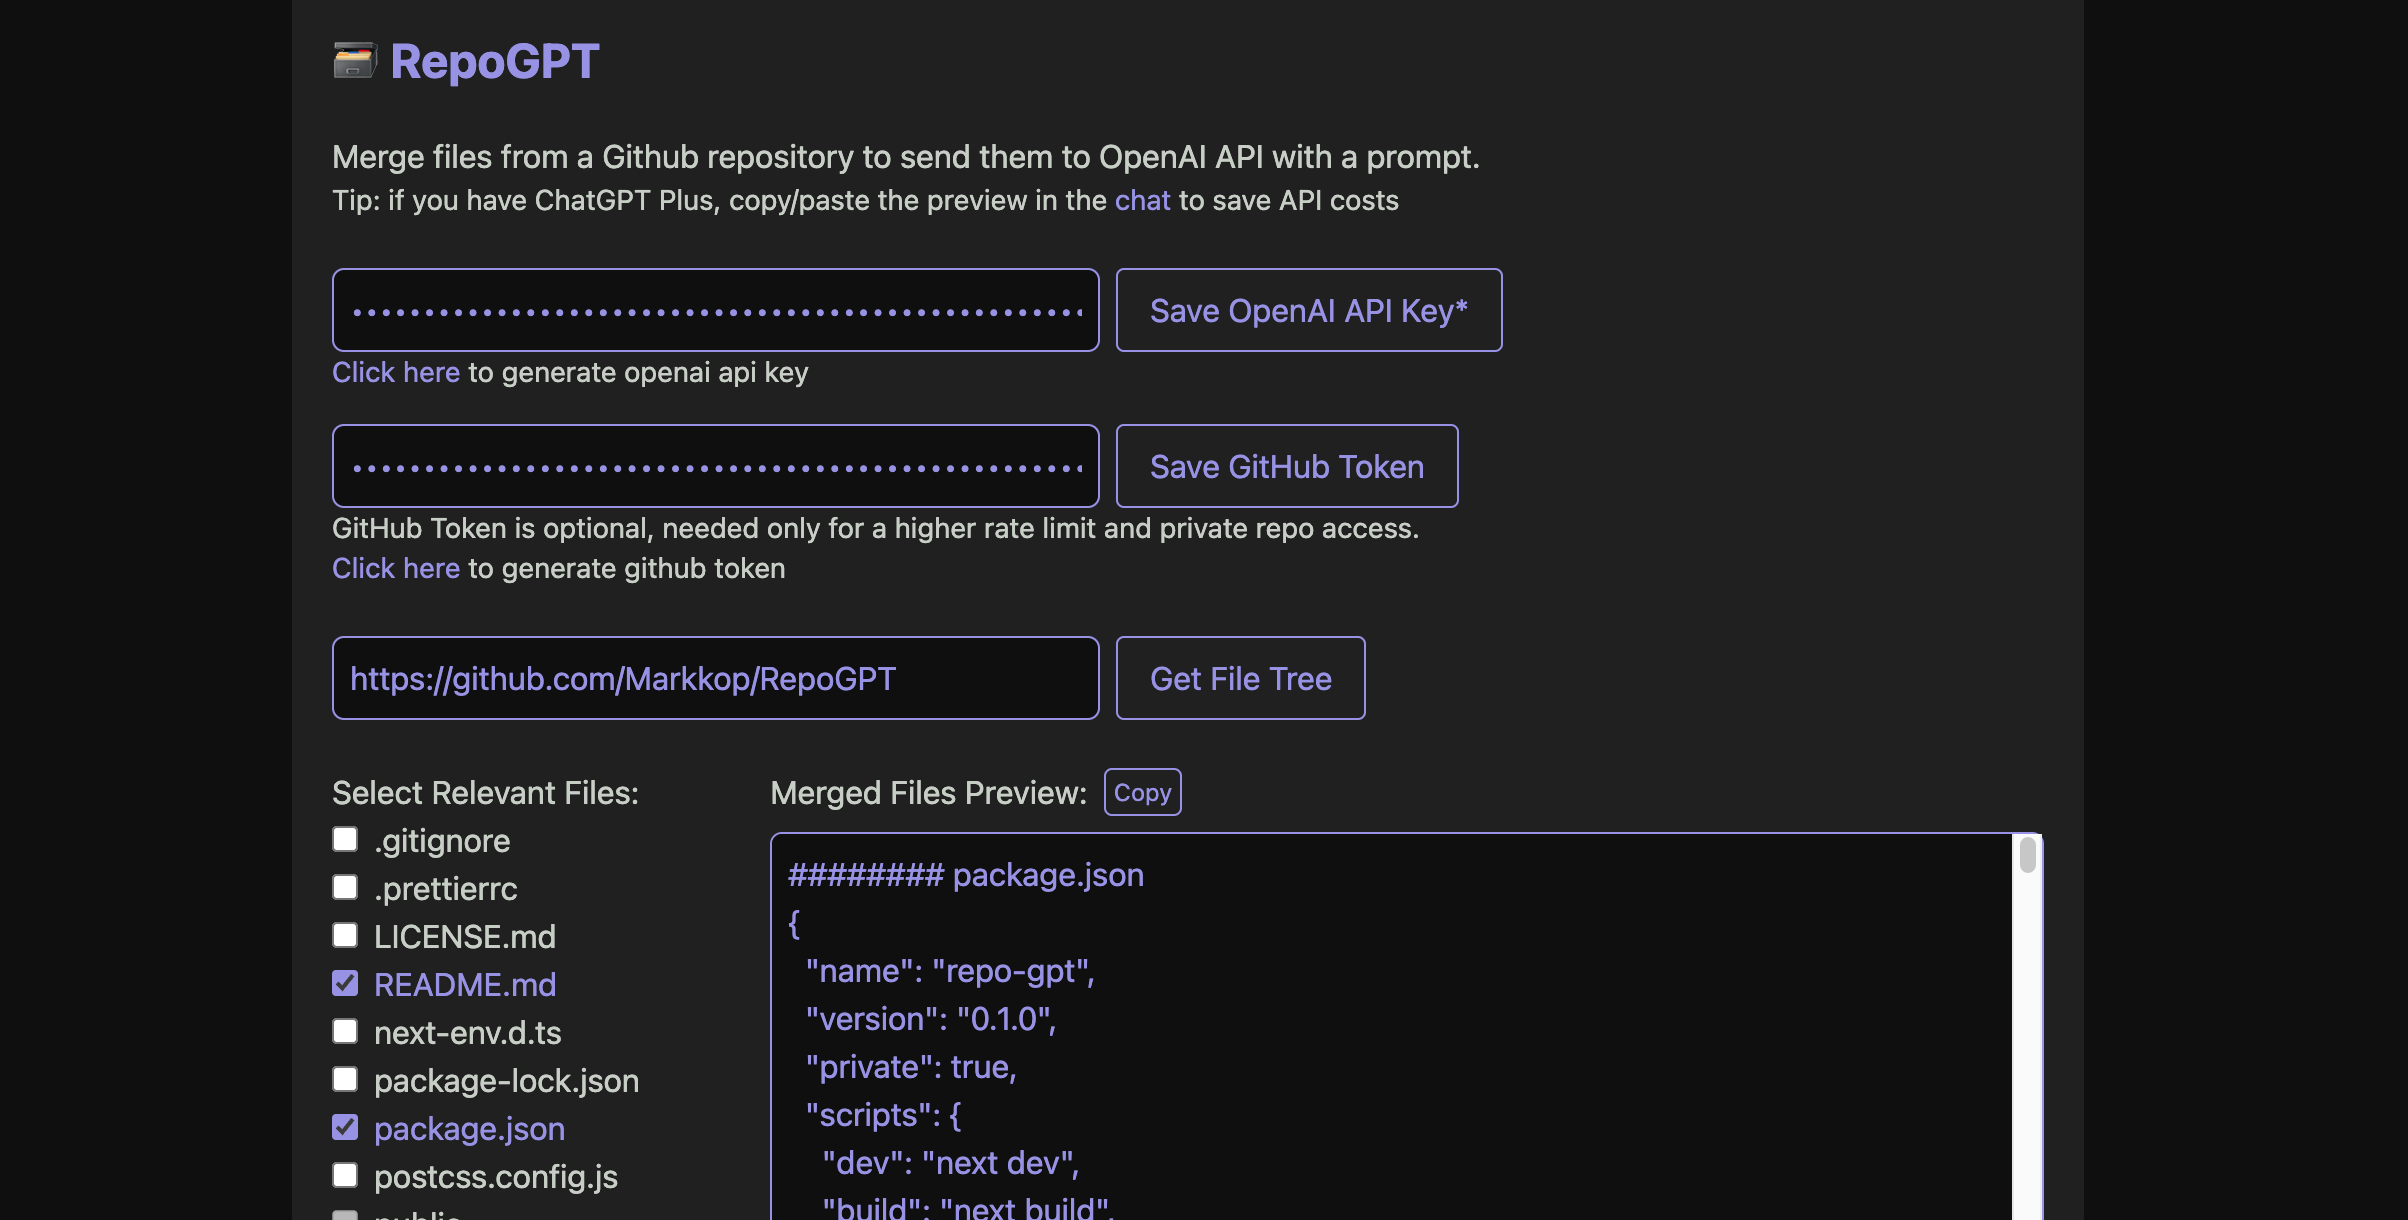 RepoGPT
Merge files from a Github repository to send them to OpenAI API with a prompt.
Tip: if you have ChatGPT Plus, copy/paste the preview in the chat to save API costs
Save OpenAI API Key*
Click here to generate openai api key
Save GitHub Token
GitHub Token is optional, needed only for a higher rate limit and private repo access.
Click here to generate github token
https://github.com/Markkop/RepoGPT
Get File Tree
Select Relevant Files:
.gitignore
.prettierrc
LICENSE.md
README.md
next-env.d.ts
package-lock.json
package.json
postcss.config.js
public
Merged Files Preview:
Copy
######## package.json
{
"name": "repo-gpt",
"version": "0.1.0",
"private": true,
"scripts": {
"dev": "next dev",
"build": "next build",